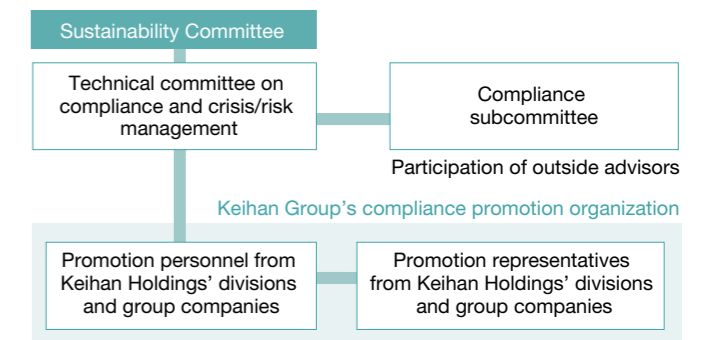 Sustainability Committee
Technical committee on
compliance and crisis/risk
management
Compliance
subcommittee
Participation of outside advisors
Keihan Group's compliance promotion organization
Promotion personnel from
Keihan Holdings' divisions
and group companies
Promotion representatives
from Keihan Holdings' divisions
and group companies